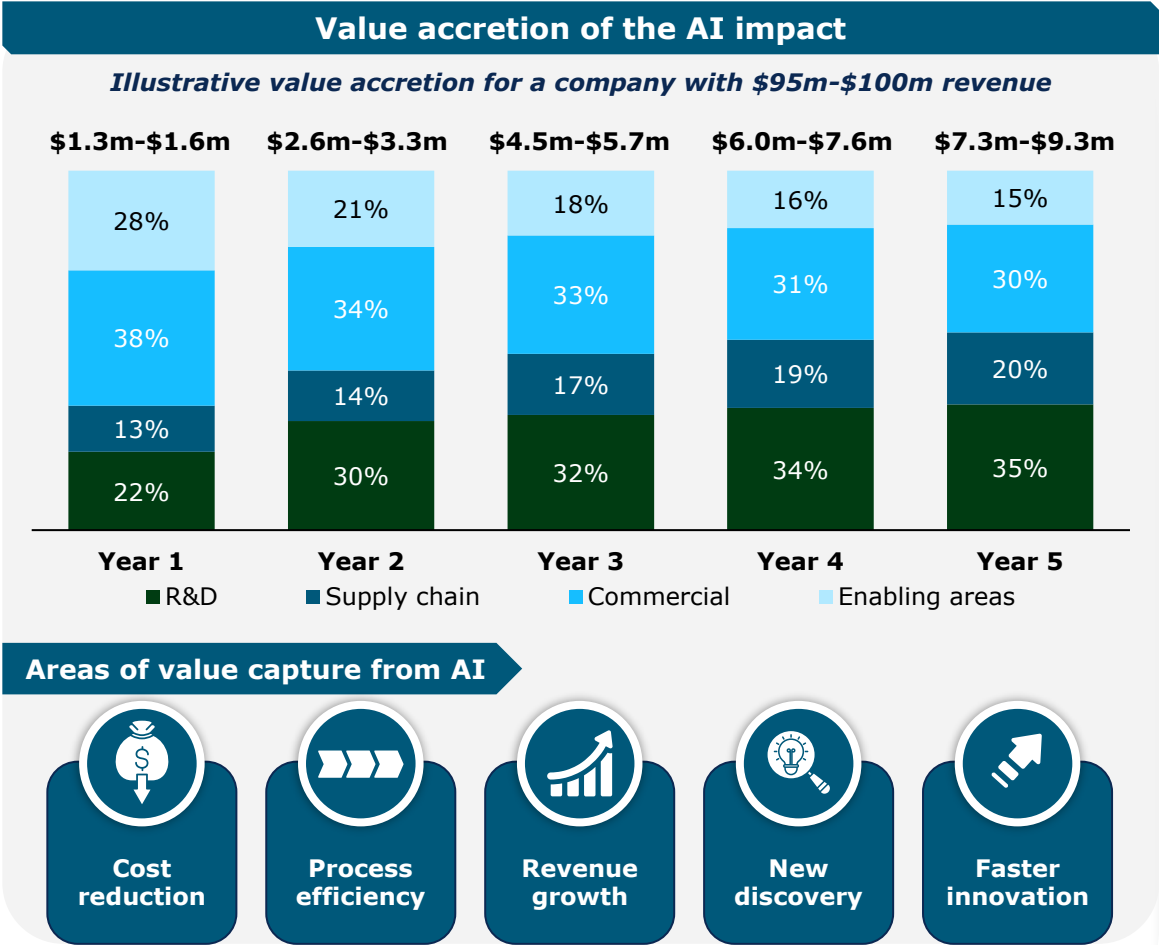 Value accretion of the AI impact
Illustrative value accretion for a company with $95m-$100m revenue
$1.3m-$1.6m $2.6m-$3.3m $4.5m-$5.7m $6.0m-$7.6m $7.3m-$9.3m
28% 21% 18% 16% 15%
38% 34% 33% 31% 30%
13% 14% 17% 19% 20%
22% 30% 32% 34% 35%
Year 1 Year 2 Year 3 Year 4 Year 5
R&D Supply chain Commercial Enabling areas
Areas of value capture from AI
$
Cost
reduction
Process
efficiency
Revenue
growth
New
discovery
Faster
innovation